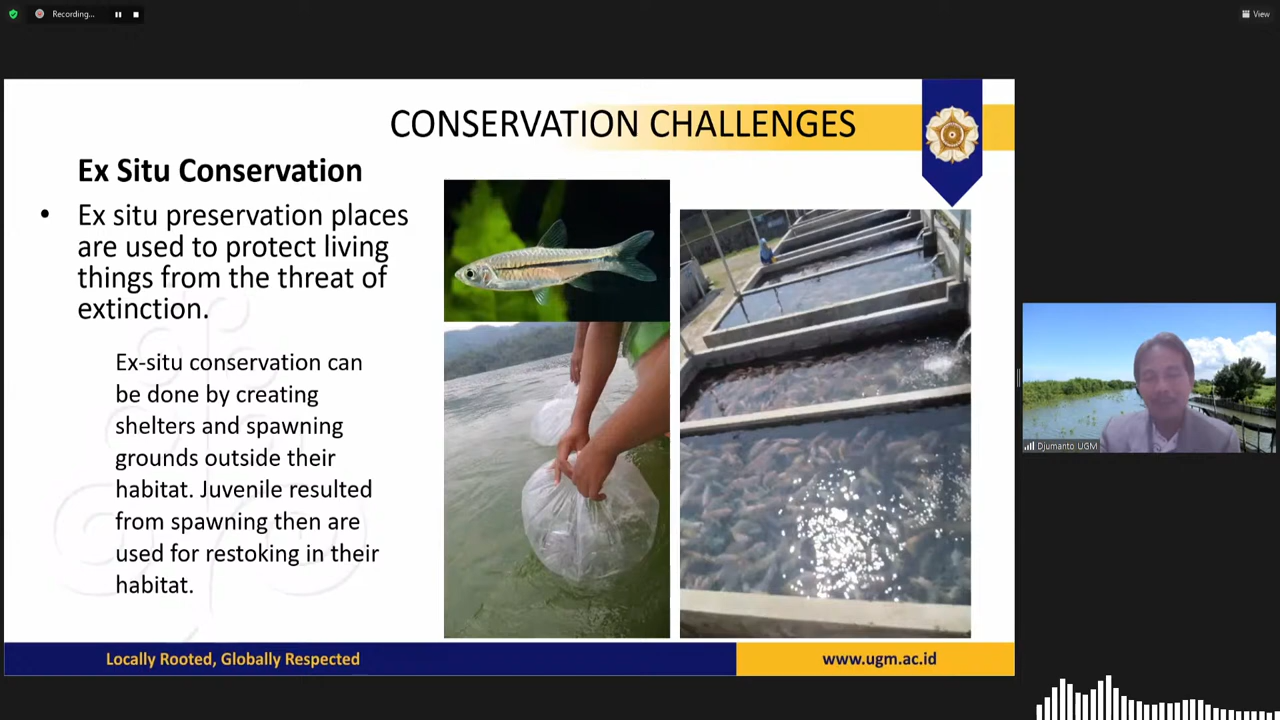 Recording...
View
CONSERVATION CHALLENGES
Ex Situ Conservation
• Ex situ preservation places
are used to protect living
things from the threat of
extinction.
Ex-situ conservation can
be done by creating
shelters and spawning
grounds outside their
habitat. Juvenile resulted
from spawning then are
used for restoking in their
habitat.
Djumanto UGM
Locally Rooted, Globally Respected
www.ugm.ac.id